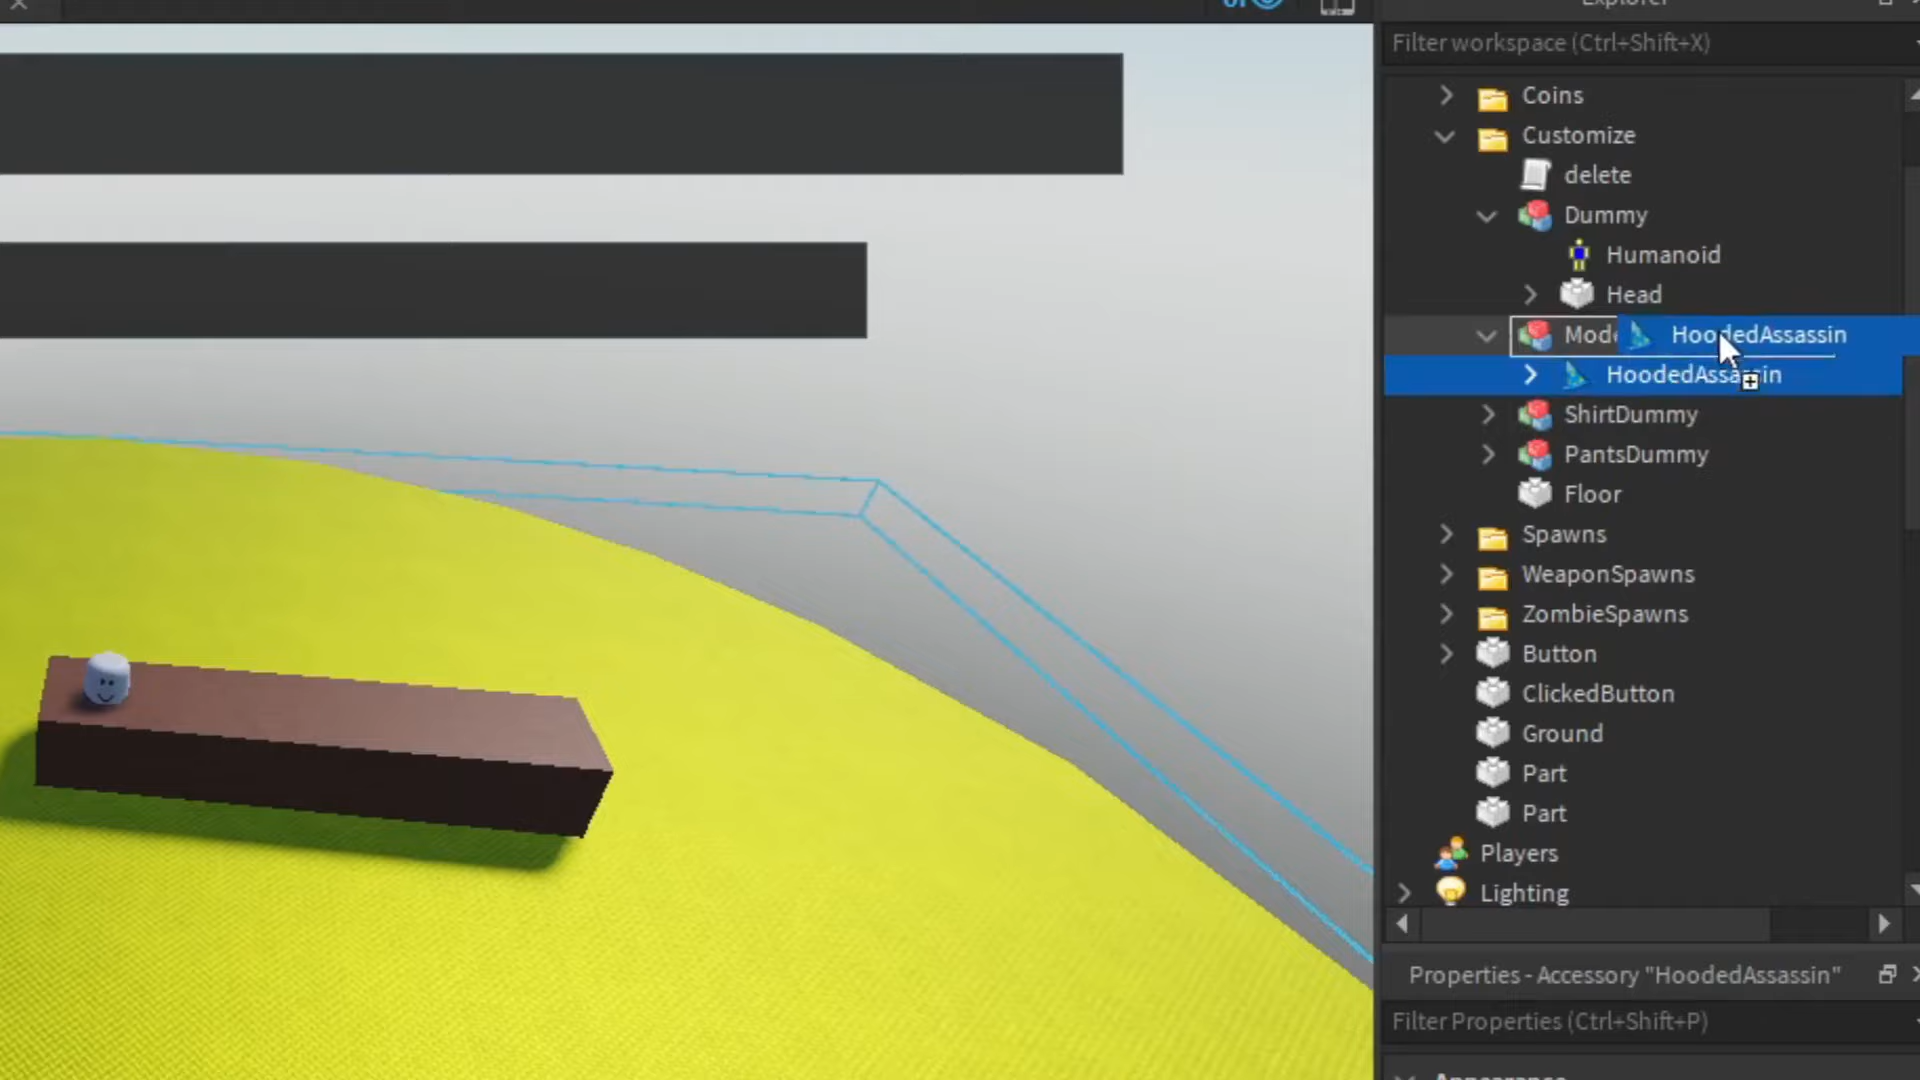 Explorer
Filter workspace (Ctrl+Shift+X)
Coins
Customize
delete
Dummy
Humanoid
Head
HoodedAssassin
HoodedAssassin
ShirtDummy
PantsDummy
Floor
Spawns
WeaponSpawns
ZombieSpawns
Button
ClickedButton
Ground
Part
Part
Players
Lighting
Properties - Accessory "HoodedAssassin"
Filter Properties (Ctrl+Shift+P)
Appearance